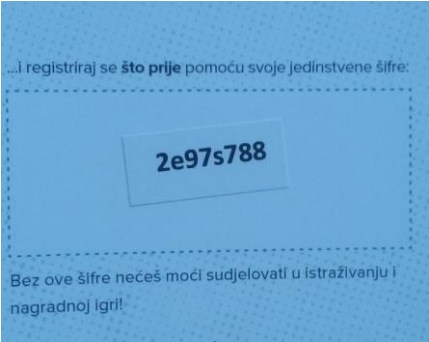 ...i registriraj se što prije pomoću svoje jedinstvene šifre:
2e97s788
Bez ove šifre nećeš moći sudjelovati u istraživanju i
nagradnoj igri!